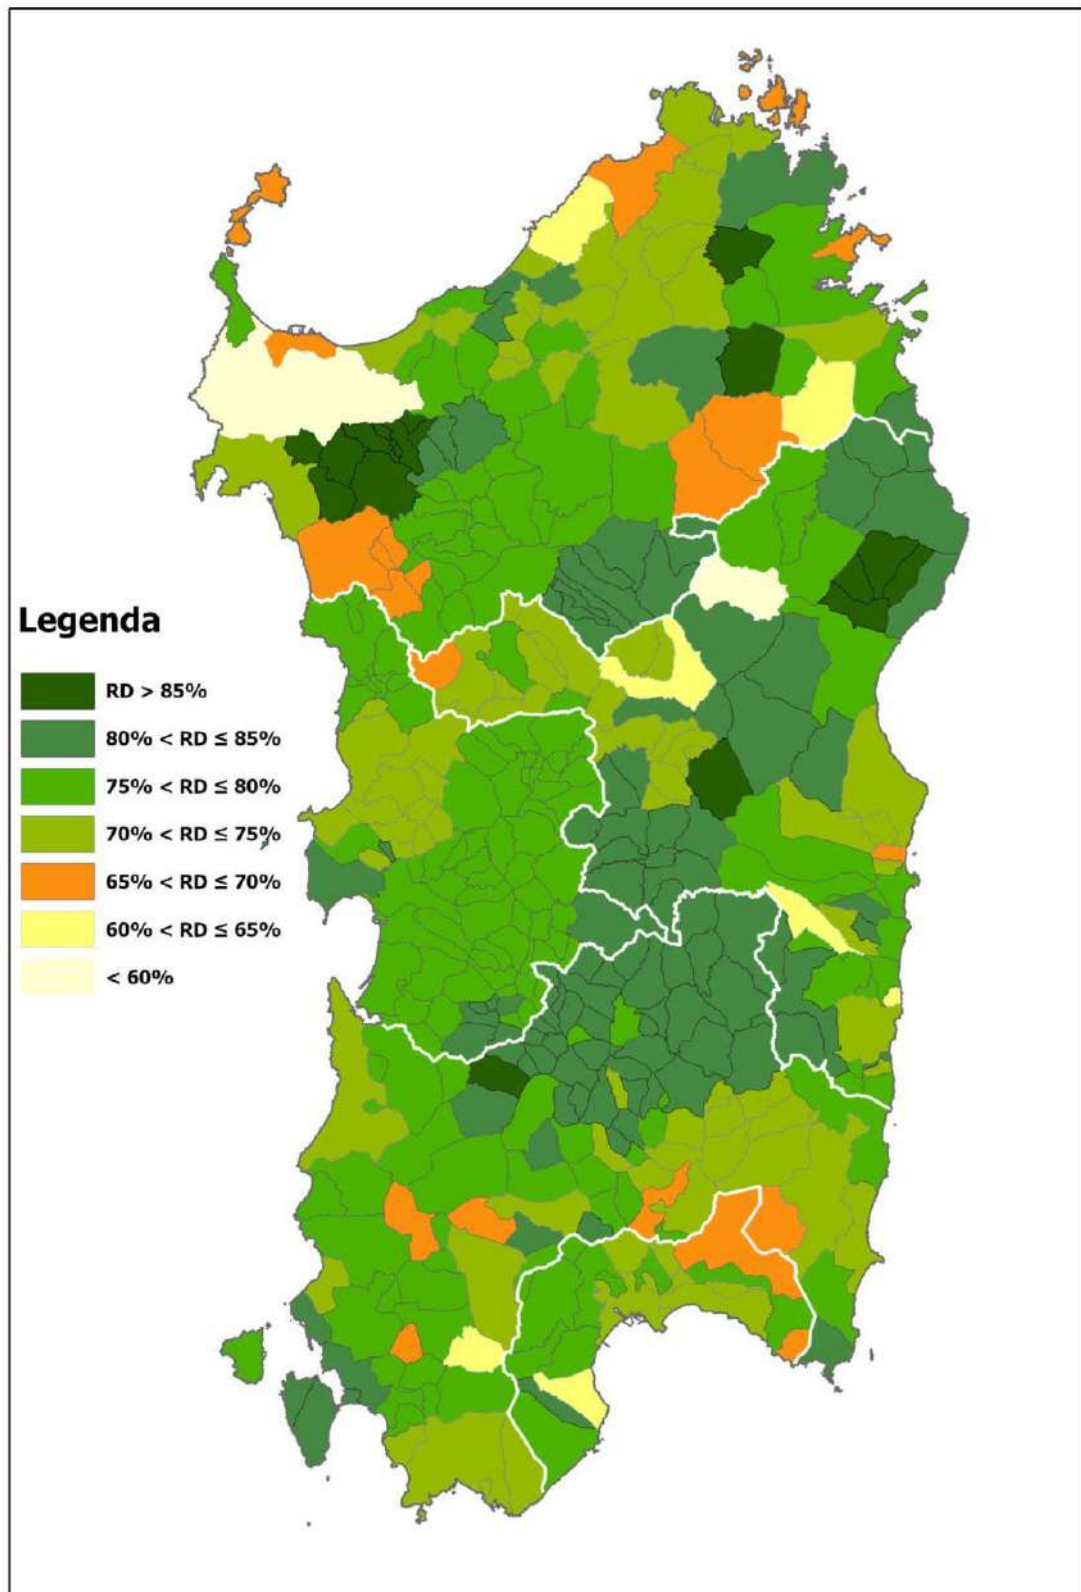 Legenda
RD > 85%
80% < RD ≤ 85%
75% < RD ≤ 80%
70% < RD ≤ 75%
65% < RD ≤ 70%
60% < RD ≤ 65%
< 60%